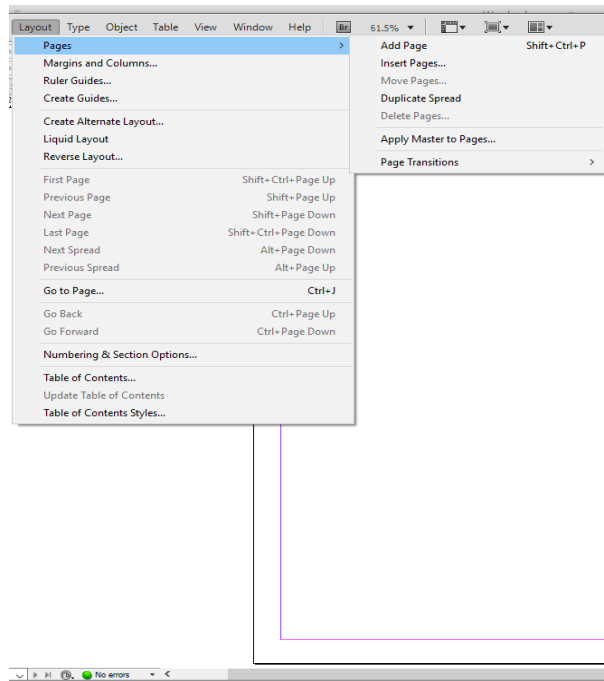 Layout Type Object Table View Window Help Br 61.5%
Pages
Margins and Columns...
Ruler Guides...
Create Guides...
Create Alternate Layout...
Liquid Layout
Reverse Layout...
First Page Shift+Ctrl+Page Up
Previous Page Shift+Page Up
Next Page Shift+Page Down
Last Page Shift+Ctrl+Page Down
Next Spread Alt+Page Down
Previous Spread Alt+Page Up
Go to Page... Ctrl+J
Go Back Ctrl+Page Up
Go Forward Ctrl+Page Down
Numbering & Section Options...
Table of Contents...
Update Table of Contents
Table of Contents Styles...
Add Page Shift+Ctrl+P
Insert Pages...
Move Pages...
Duplicate Spread
Delete Pages...
Apply Master to Pages...
Page Transitions
No errors